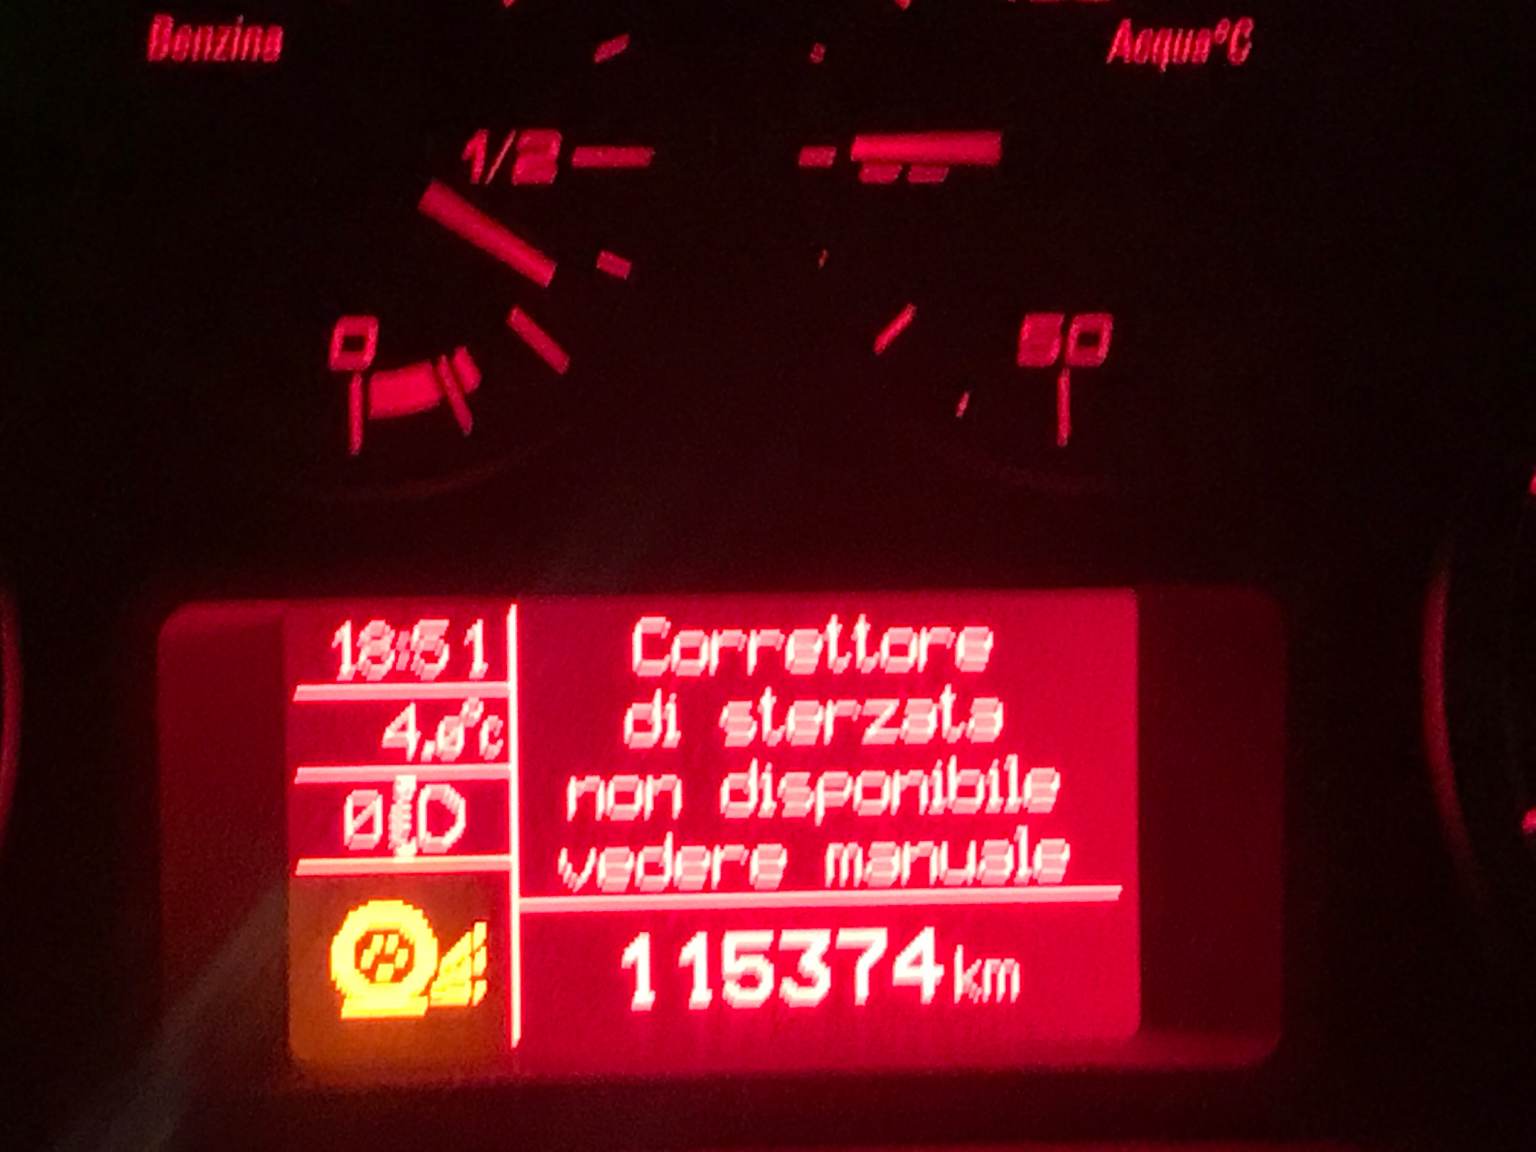 Benzina
Acqua°C
1/2
0
50
18:51
4.0°C
0
Correttore
di sterzata
non disponibile
vedere manuale
115374 km